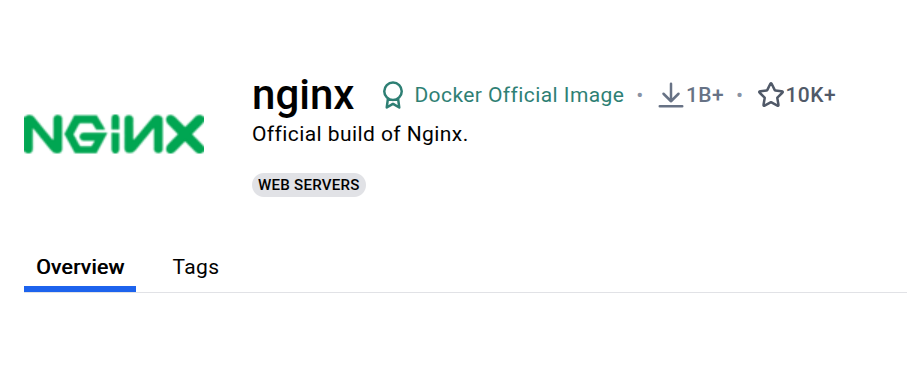 NGINX
nginx Docker Official Image • 1B+ • 10K+
Official build of Nginx.
WEB SERVERS
Overview Tags